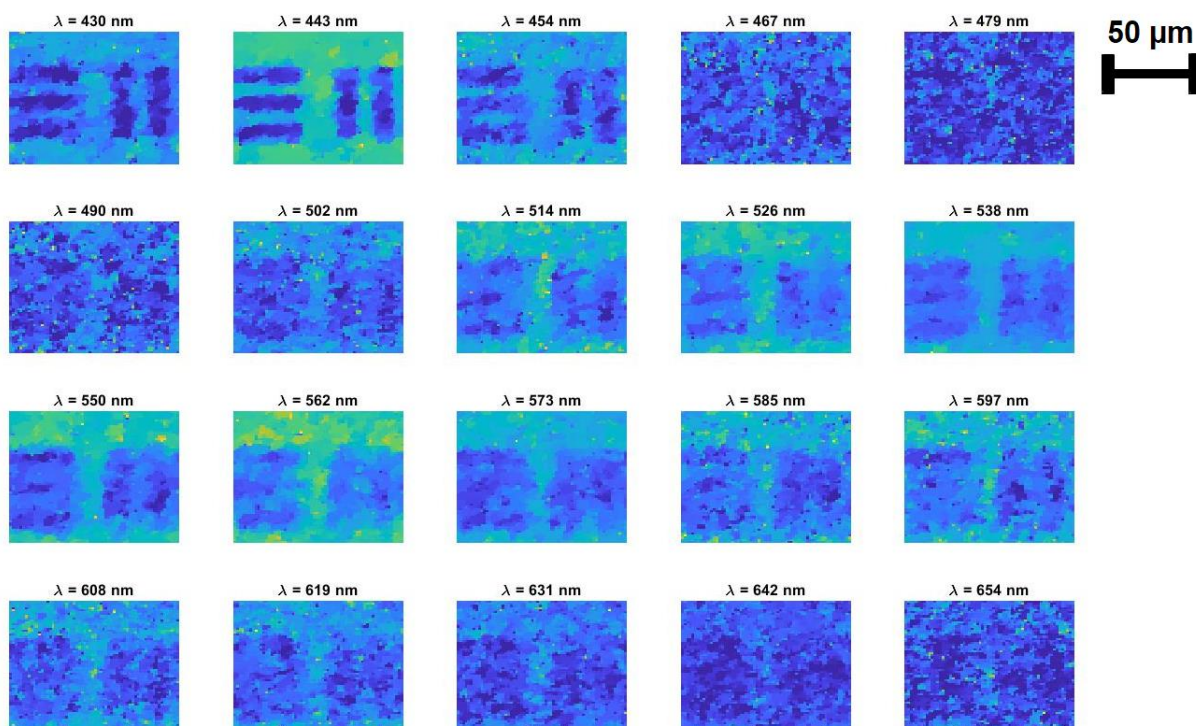 λ = 430 nm
λ = 443 nm
λ = 454 nm
λ = 467 nm
λ = 479 nm
50 μm
λ = 490 nm
λ = 502 nm
λ = 514 nm
λ = 526 nm
λ = 538 nm
λ = 550 nm
λ = 562 nm
λ = 573 nm
λ = 585 nm
λ = 597 nm
λ = 608 nm
λ = 619 nm
λ = 631 nm
λ = 642 nm
λ = 654 nm